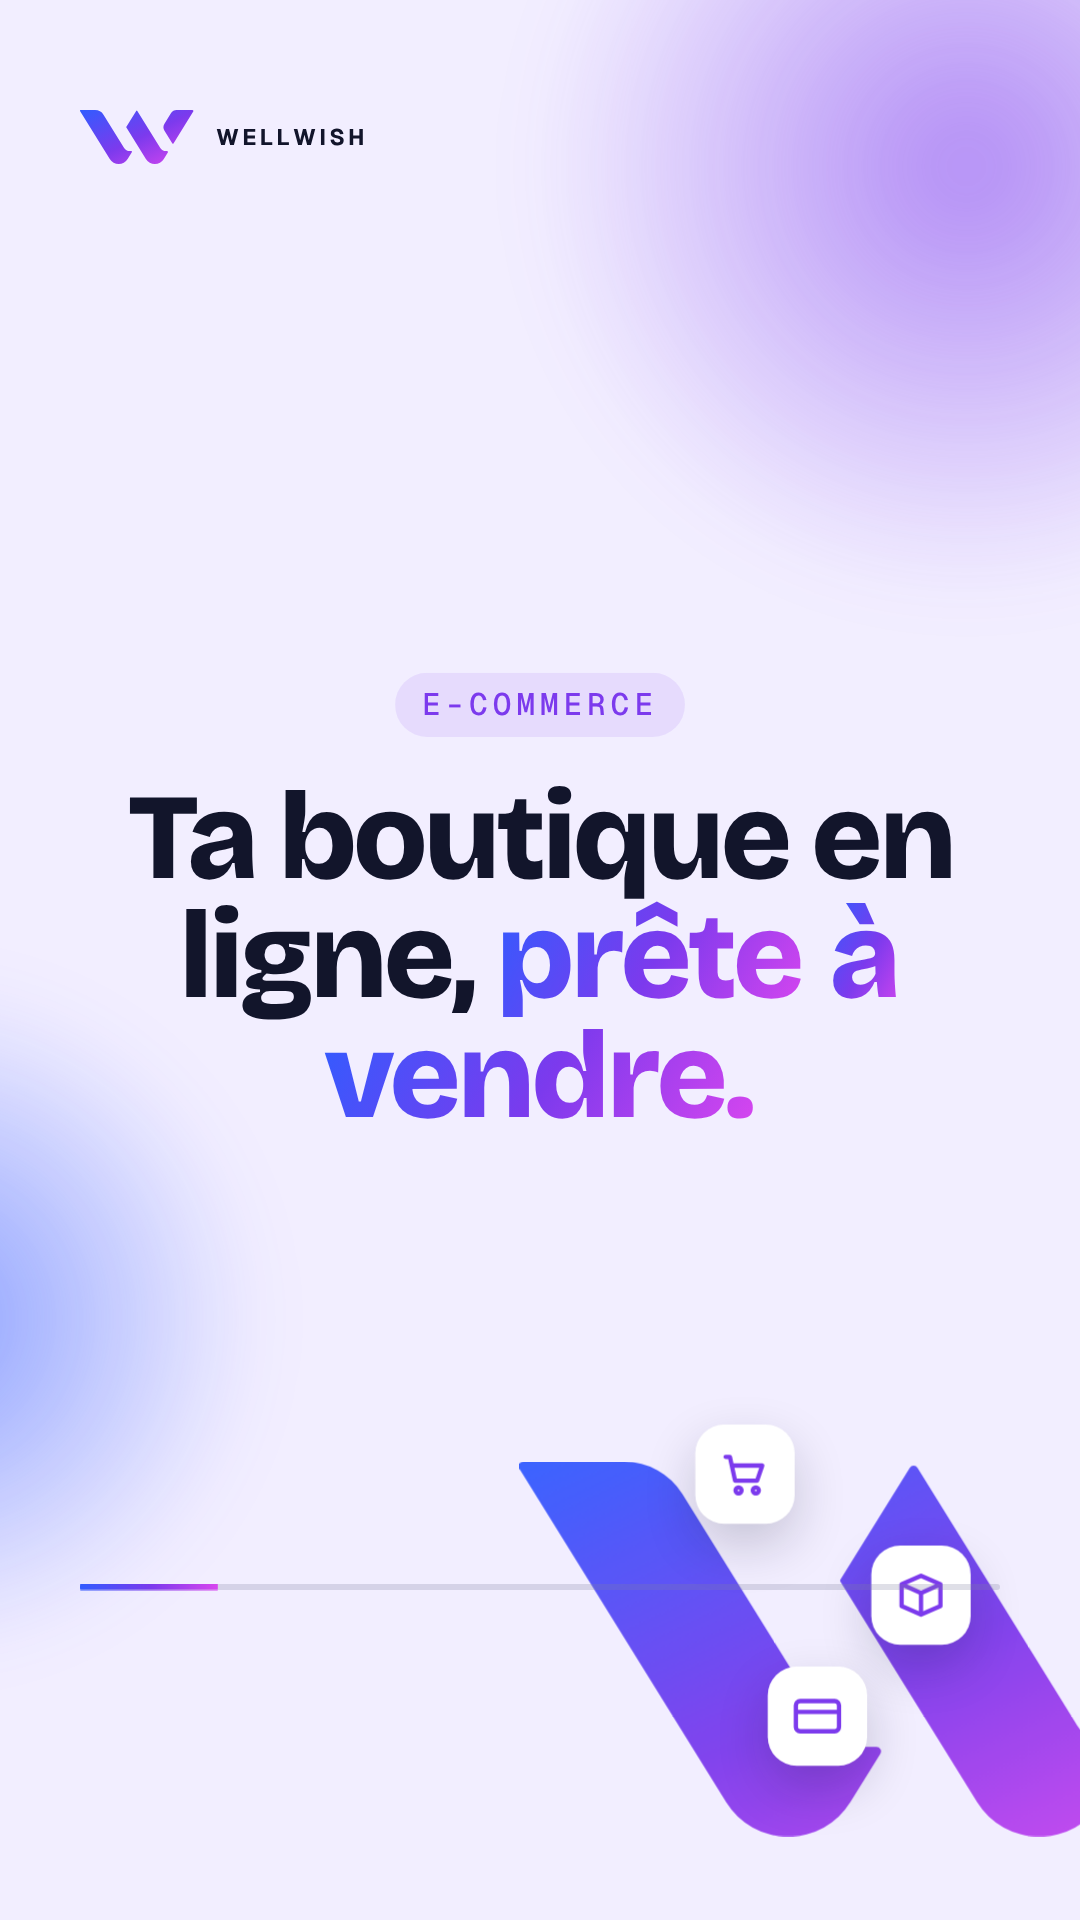 WELLWISH
E-COMMERCE
Ta boutique en
ligne, prête à
vendre.